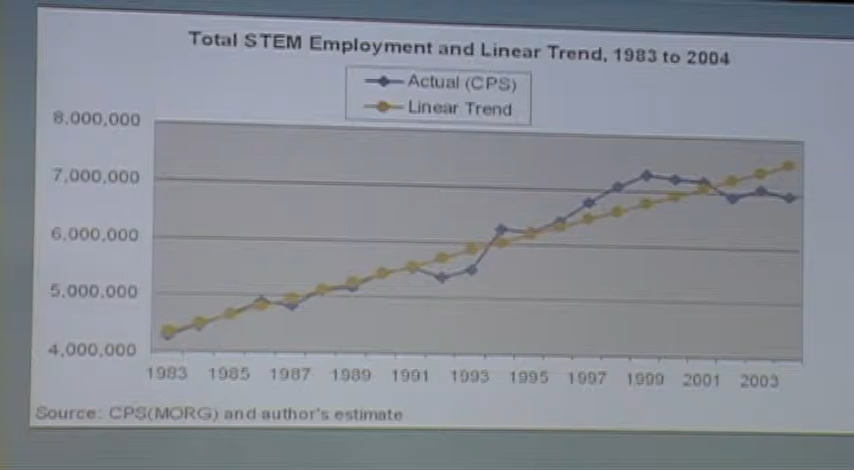 Total STEM Employment and Linear Trend, 1983 to 2004
Actual (CPS)
Linear Trend
8.000,000
7,000,000
6,000,000
5.000,000
4,000,000
1983 1985 1987 1989 1991 1993 1995 1997 1999 2001 2003
Source: CPS(MORG) and author's estimate